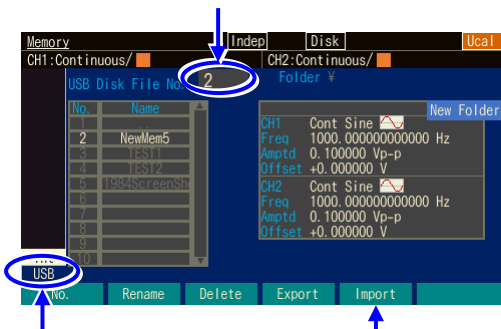 Memory Indep Disk Ucal
CH1:Continuous/ CH2:Continuous/
USB Disk File No. 2 Folder ¥
No. Name New Folder
1 ..
2 NewMem5
3 TEST1
4 TEST2
5 1984ScreenSh
6
7
8
9
10
CH1 Cont Sine
Freq 1000.000000000000 Hz
Amptd 0.100000 Vp-p
Offset +0.000000 V
CH2 Cont Sine
Freq 1000.000000000000 Hz
Amptd 0.100000 Vp-p
Offset +0.000000 V
USB
No. Rename Delete Export Import